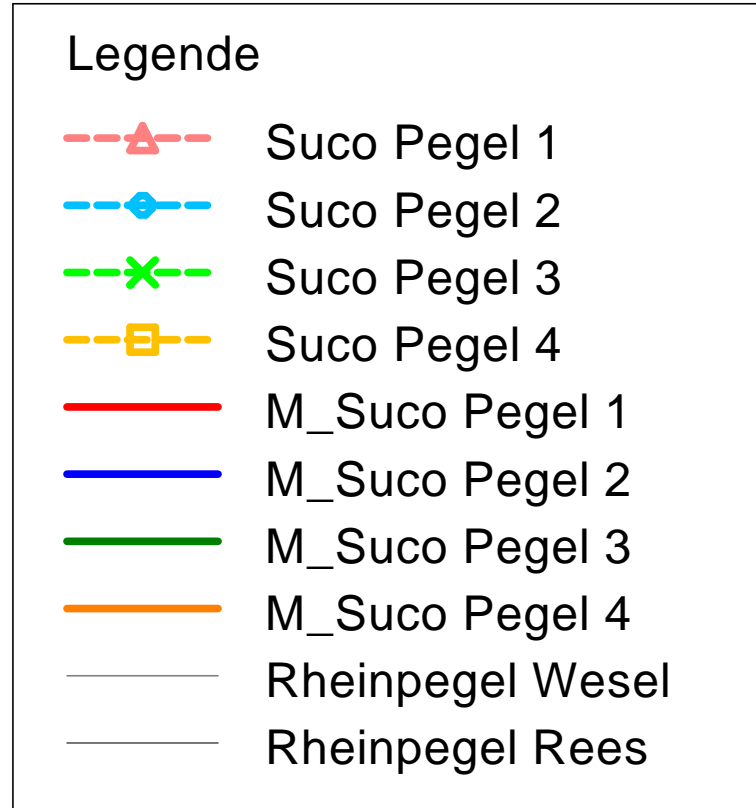 Legende
Suco Pegel 1
Suco Pegel 2
Suco Pegel 3
Suco Pegel 4
M_Suco Pegel 1
M_Suco Pegel 2
M_Suco Pegel 3
M_Suco Pegel 4
Rheinpegel Wesel
Rheinpegel Rees